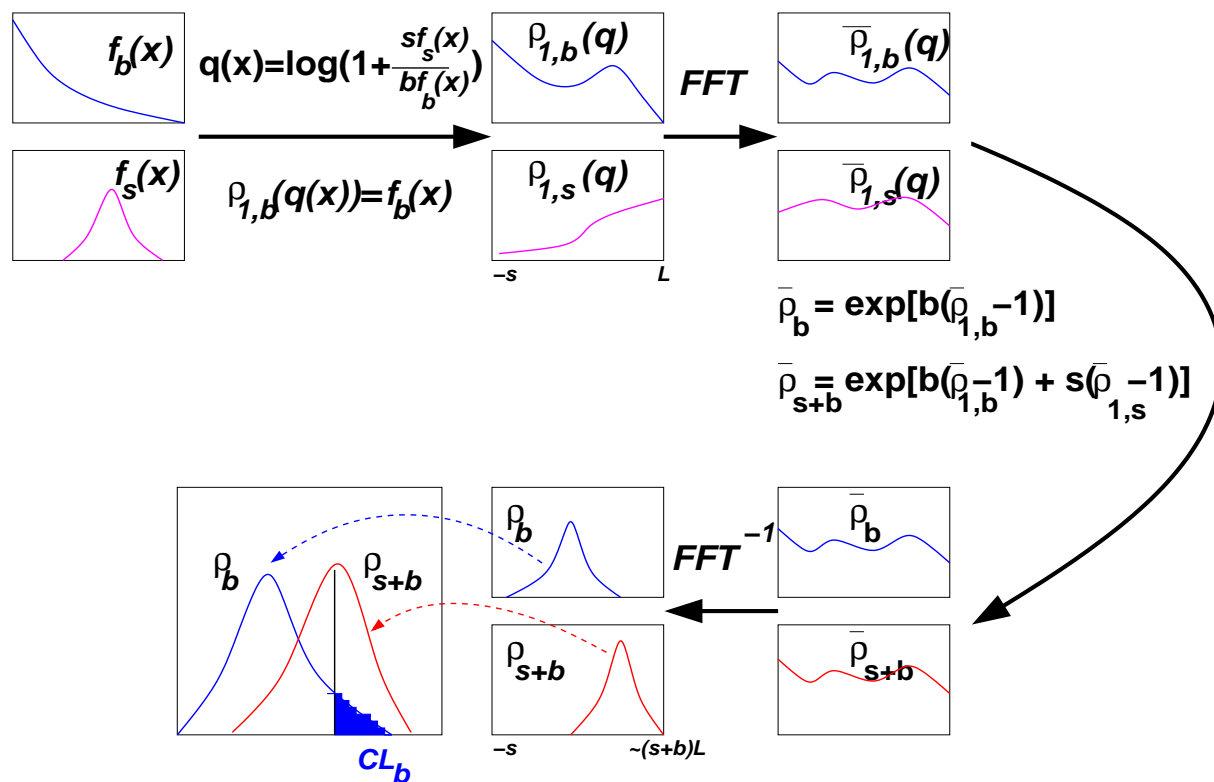 f_b(x)
q(x)=log(1+ sf_s(x) / bf_b(x))
ρ_1,b(q)
FFT
ρ̅_1,b(q)
f_s(x)
ρ_1,b(q(x))=f_b(x)
ρ_1,s(q)
ρ̅_1,s(q)
−s
L
ρ̅_b = exp[b(ρ̅_1,b −1)]
ρ̅_s+b = exp[b(ρ̅_1,b −1) + s(ρ̅_1,s −1)]
ρ_b
ρ_s+b
ρ_b
FFT^−1
ρ̅_b
ρ_s+b
ρ̅_s+b
−s
~(s+b)L
CL_b